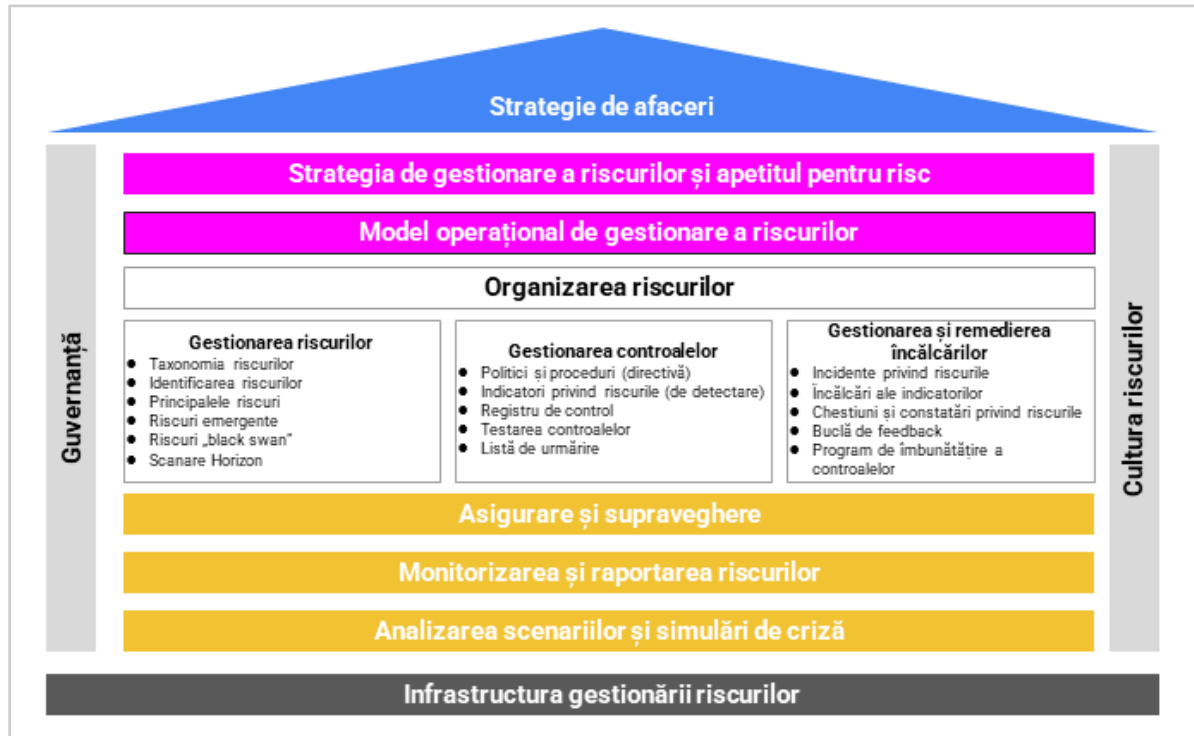 Strategie de afaceri
Strategia de gestionare a riscurilor și apetitul pentru risc
Model operațional de gestionare a riscurilor
Organizarea riscurilor
Guvernanță
Gestionarea riscurilor
● Taxonomia riscurilor
● Identificarea riscurilor
● Principalele riscuri
● Riscuri emergente
● Riscuri „black swan”
● Scanare Horizon
Gestionarea controalelor
● Politici și proceduri (directivă)
● Indicatori privind riscurile (de detectare)
● Registru de control
● Testarea controalelor
● Listă de urmărire
Gestionarea și remedierea
încălcărilor
● Incidente privind riscurile
● Încălcări ale indicatorilor
● Chestiuni și constatări privind riscurile
● Buclă de feedback
● Program de îmbunătățire a
controalelor
Cultura riscurilor
Asigurare și supraveghere
Monitorizarea și raportarea riscurilor
Analizarea scenariilor și simulări de criză
Infrastructura gestionării riscurilor